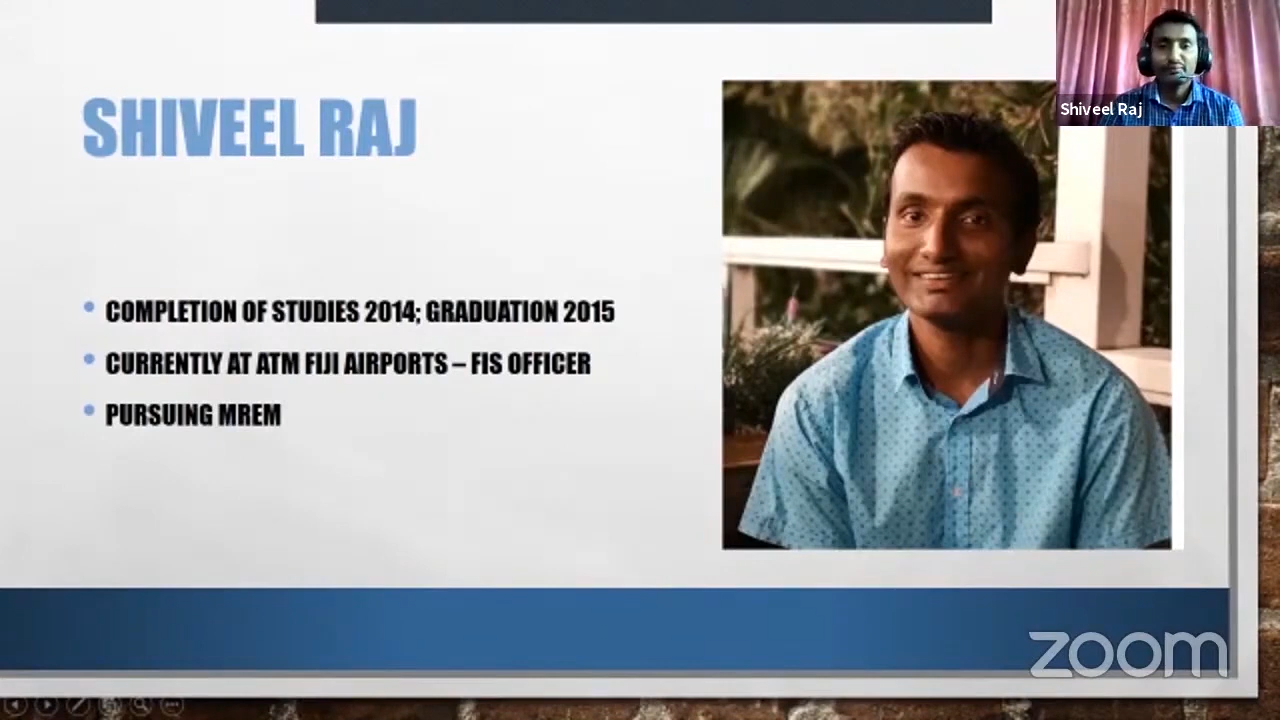 SHIVEEL RAJ
Shiveel Raj
COMPLETION OF STUDIES 2014; GRADUATION 2015
CURRENTLY AT ATM FIJI AIRPORTS – FIS OFFICER
PURSUING MREM
zoom